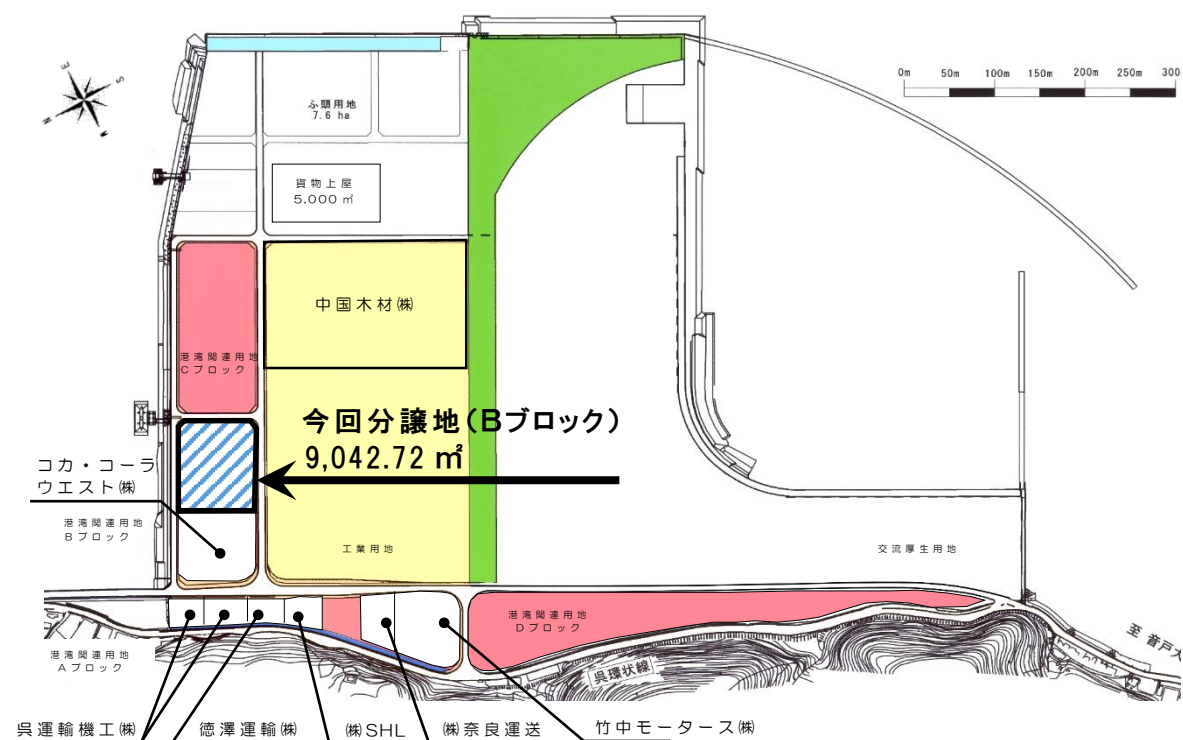 0m 50m 100m 150m 200m 250m 300
E
S
N
W
ふ頭用地
7.6 ha
貨物上屋
5.000 ㎡
中国木材㈱
港湾関連用地
Cブロック
今回分譲地(Bブロック)
9,042.72 ㎡
コカ・コーラ
ウエスト㈱
港湾関連用地
Bブロック
工業用地
交流厚生用地
港湾関連用地
Dブロック
港湾関連用地
Aブロック
呉環状線
至 音戸大
呉運輸機工㈱
徳澤運輸㈱
㈱SHL
㈱奈良運送
竹中モータース㈱